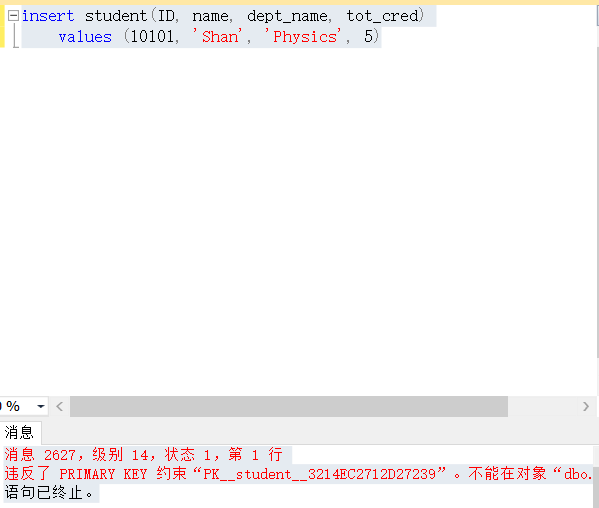 insert student(ID, name, dept_name, tot_cred)
values (10101, 'Shan', 'Physics', 5)
%
消息
消息 2627，级别 14，状态 1，第 1 行
违反了 PRIMARY KEY 约束“PK__student__3214EC2712D27239”。不能在对象“dbo.
语句已终止。